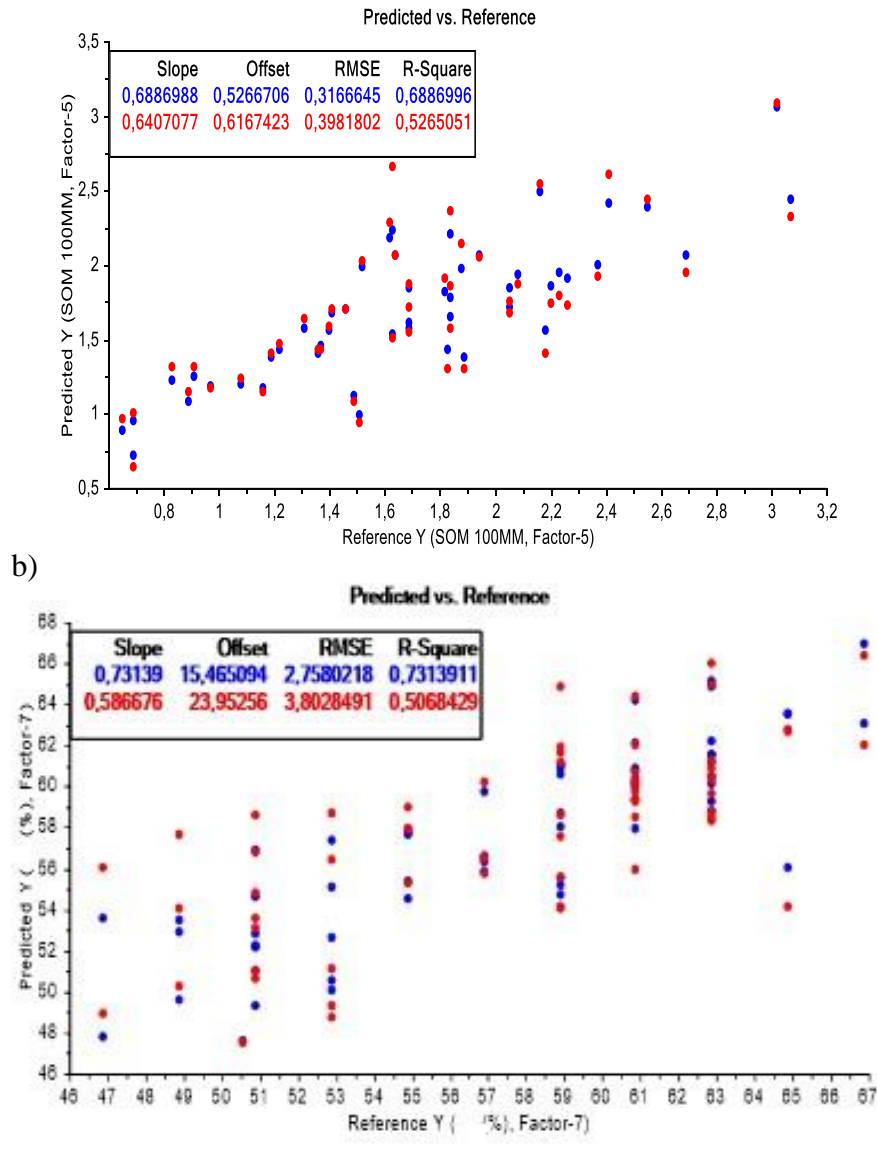 Predicted vs. Reference
3,5
3
2,5
2
1,5
1
0,5
Predicted Y (SOM 100MM, Factor-5)
Slope Offset RMSE R-Square
0,6886988 0,5266706 0,3166645 0,6886996
0,6407077 0,6167423 0,3981802 0,5265051
0,8 1 1,2 1,4 1,6 1,8 2 2,2 2,4 2,6 2,8 3 3,2
Reference Y (SOM 100MM, Factor-5)
b)
Predicted vs. Reference
68
66
64
62
60
58
56
54
52
50
48
46
Predicted Y ( (%), Factor-7)
Slope Offset RMSE R-Square
0,73139 15,465094 2,7580218 0,7313911
0,586676 23,95256 3,8028491 0,5068429
46 47 48 49 50 51 52 53 54 55 56 57 58 59 60 61 62 63 64 65 66 67
Reference Y ( /%), Factor-7)